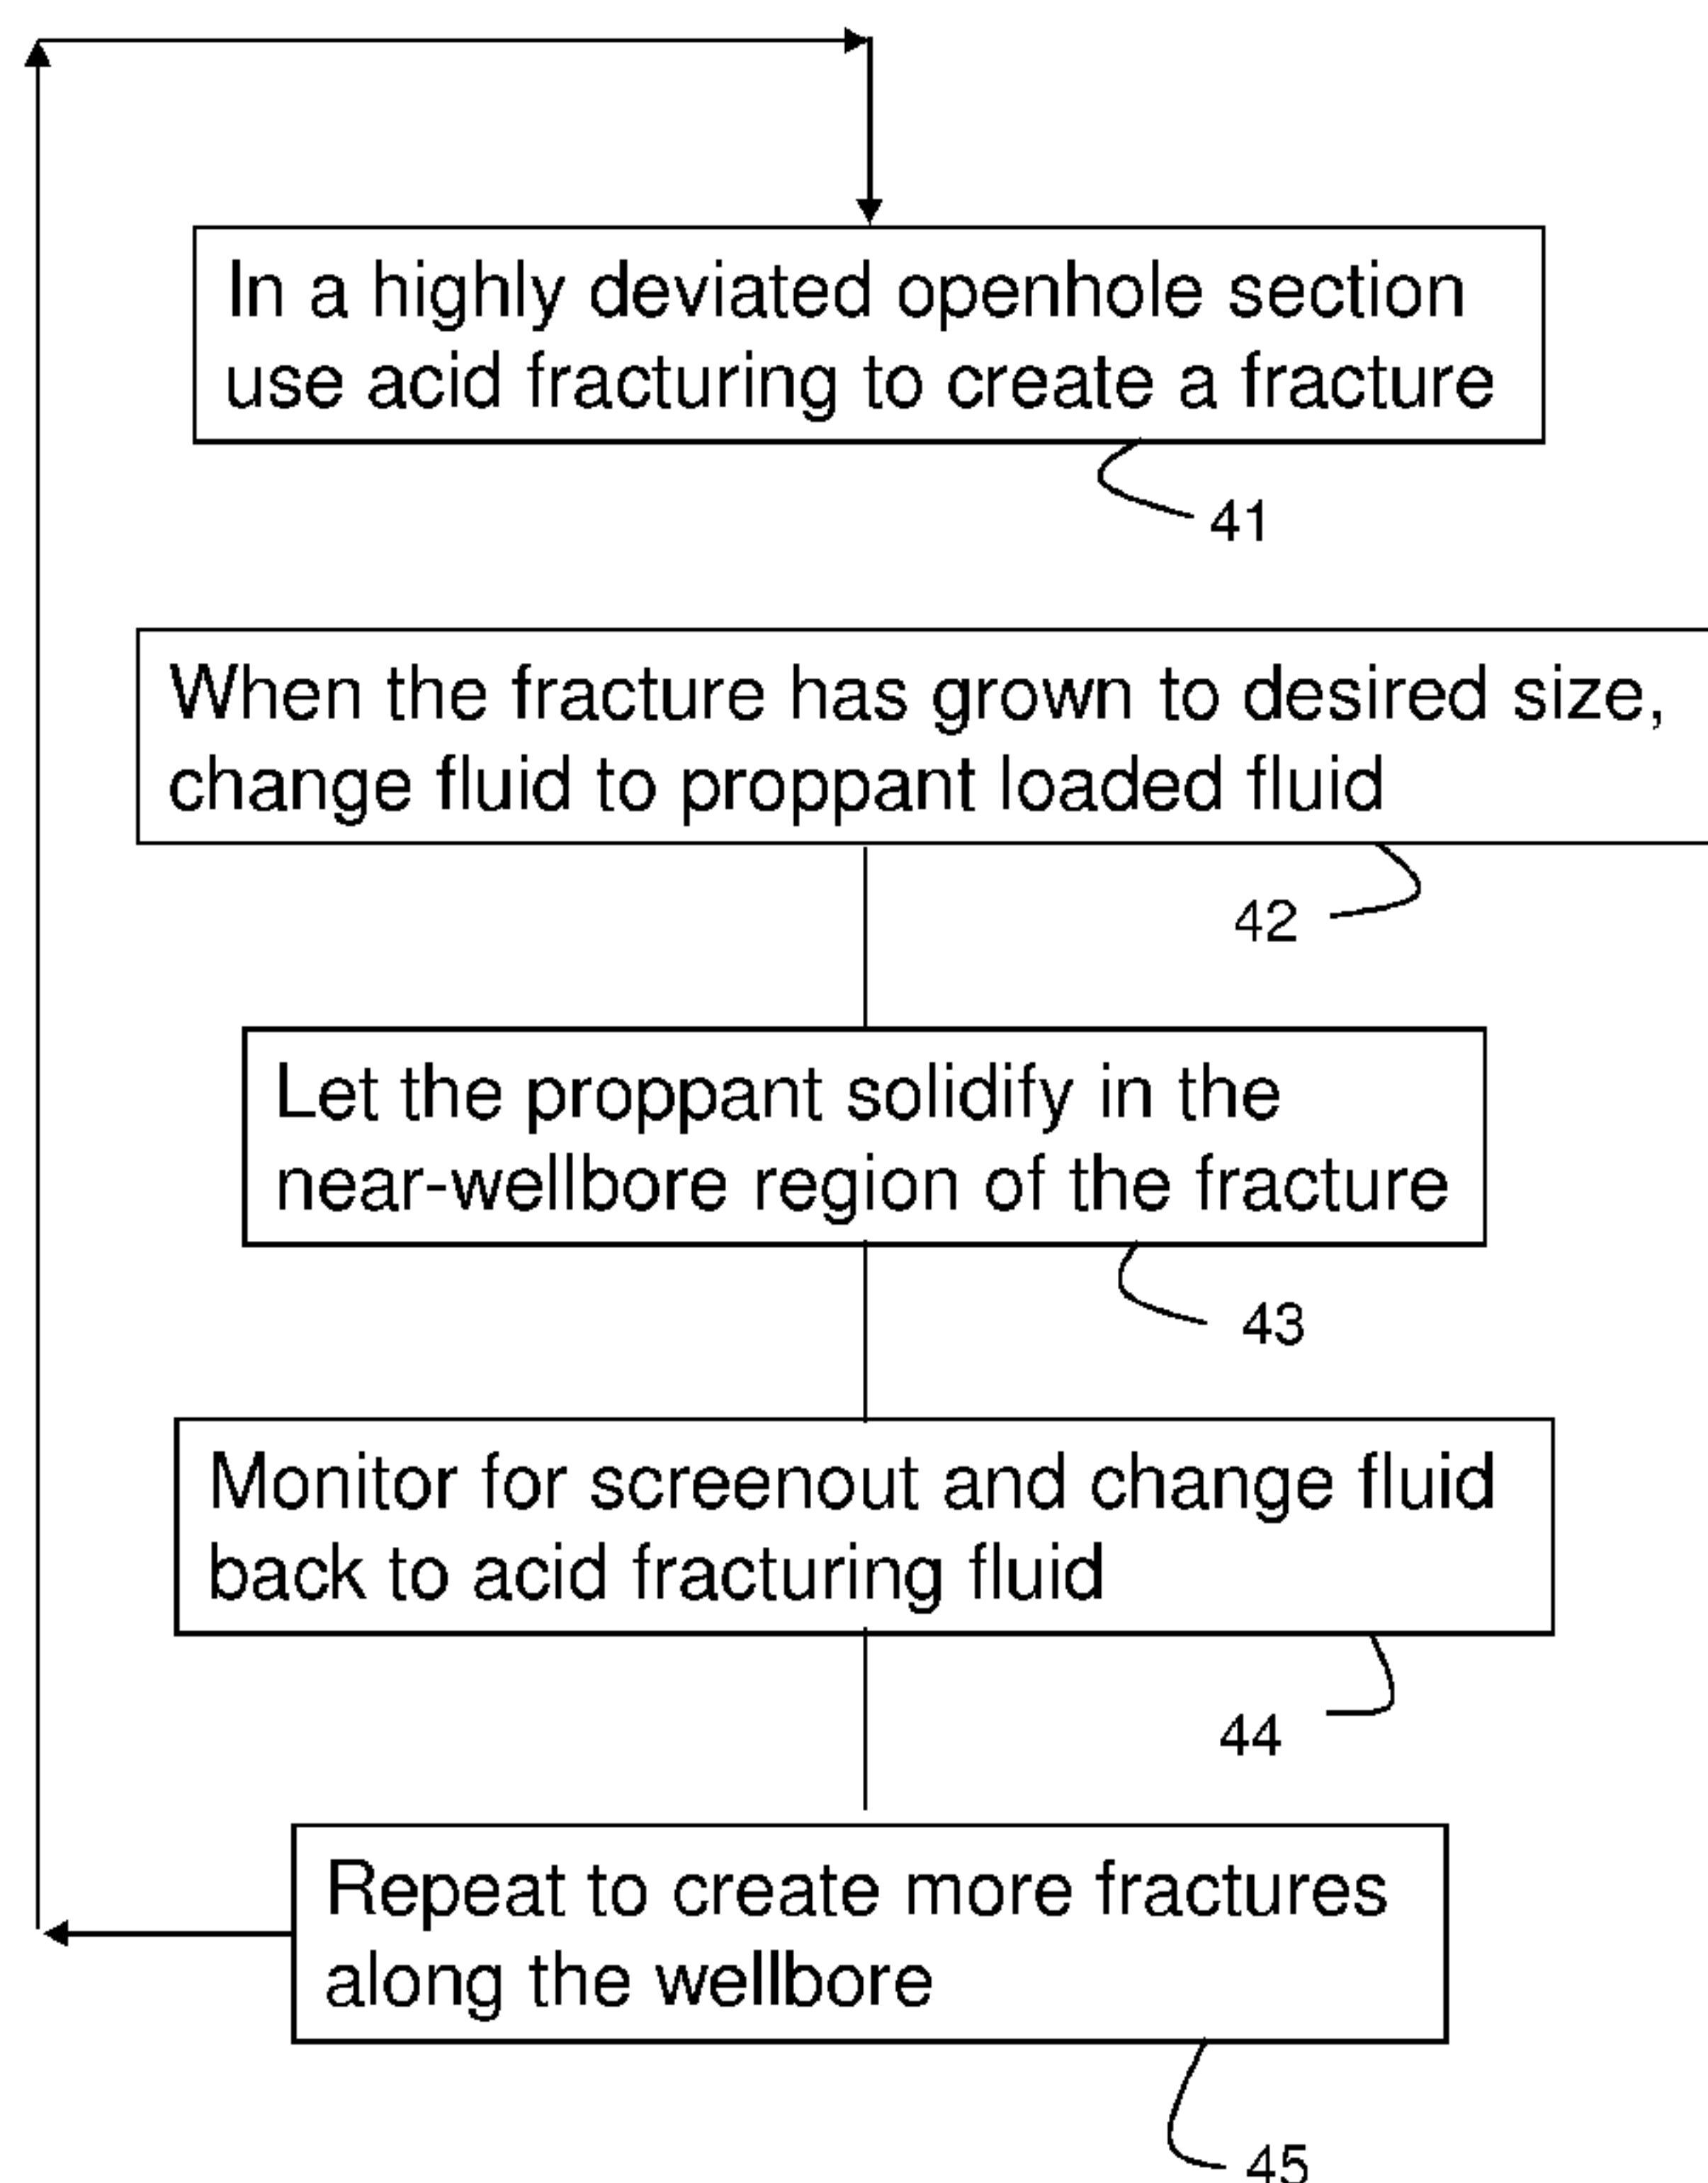 In a highly deviated openhole section
use acid fracturing to create a fracture
41
When the fracture has grown to desired size,
change fluid to proppant loaded fluid
42
Let the proppant solidify in the
near-wellbore region of the fracture
43
Monitor for screenout and change fluid
back to acid fracturing fluid
44
Repeat to create more fractures
along the wellbore
45